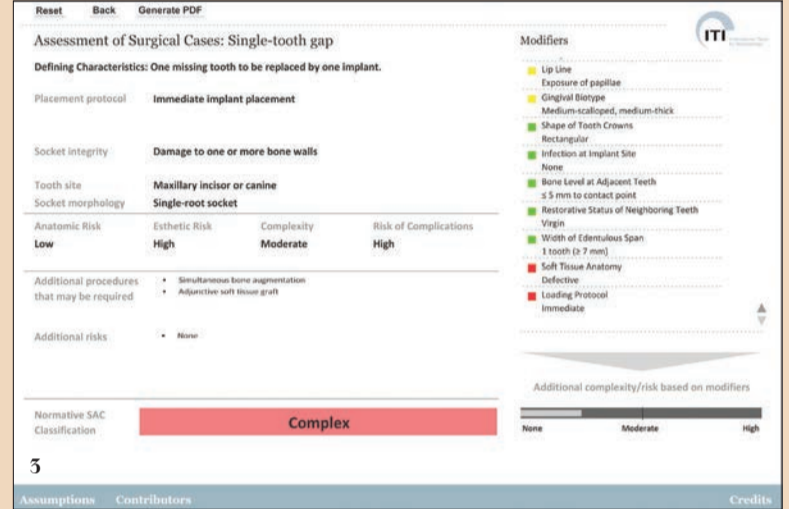 Reset Back Generate PDF
Assessment of Surgical Cases: Single-tooth gap
Defining Characteristics: One missing tooth to be replaced by one implant.
Placement protocol Immediate implant placement
Socket integrity Damage to one or more bone walls
Tooth site Maxillary incisor or canine
Socket morphology Single-root socket
Anatomic Risk Esthetic Risk Complexity Risk of Complications
Low High Moderate High
Additional procedures
that may be required
• Simultaneous bone augmentation
• Adjunctive soft tissue graft
Additional risks • None
Normative SAC
Classification
Complex
Modifiers
ITI
Lip Line
Exposure of papillae
Gingival Biotype
Medium-scalloped, medium-thick
Shape of Tooth Crowns
Rectangular
Infection at Implant Site
None
Bone Level at Adjacent Teeth
≤ 5 mm to contact point
Restorative Status of Neighboring Teeth
Virgin
Width of Edentulous Span
1 tooth (≥ 7 mm)
Soft Tissue Anatomy
Defective
Loading Protocol
Immediate
Additional complexity/risk based on modifiers
None Moderate High
3
Assumptions Contributors Credits